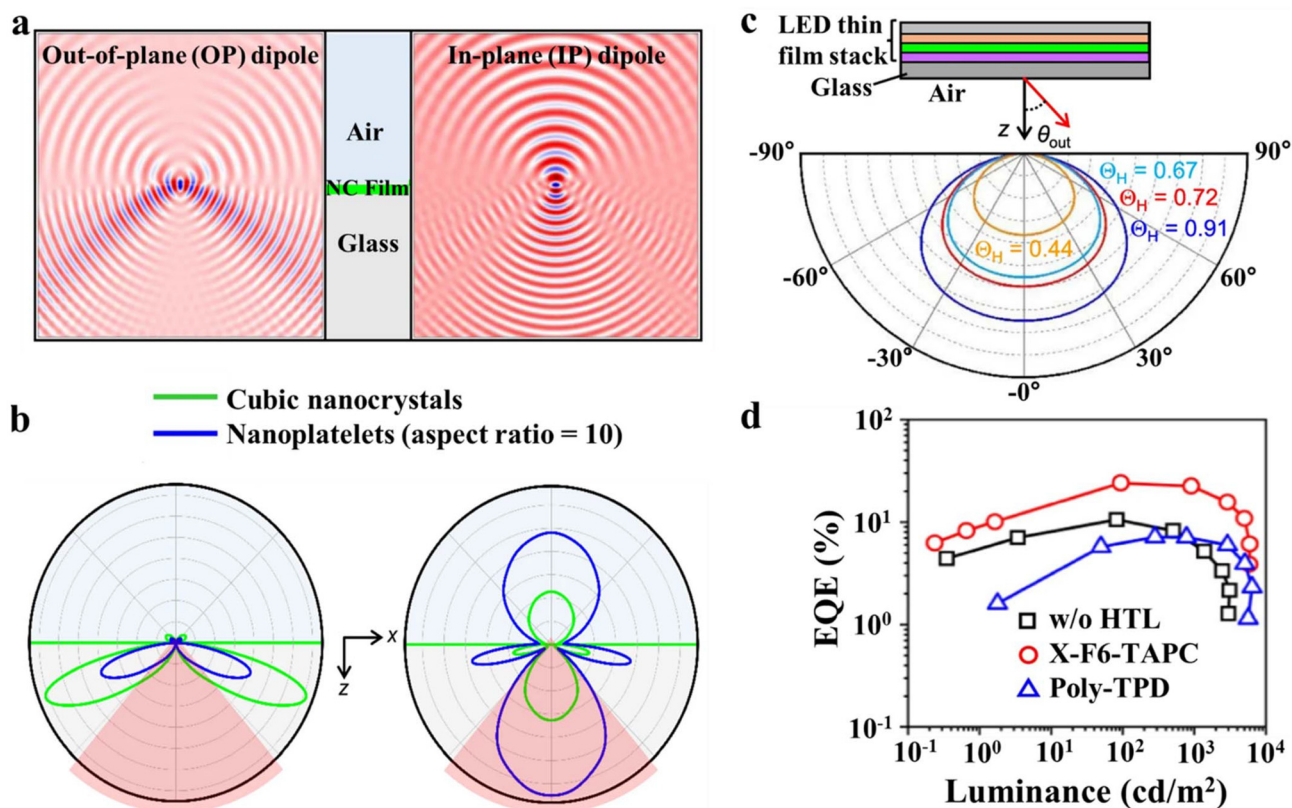 a
Out-of-plane (OP) dipole
Air
NC Film
Glass
In-plane (IP) dipole
Cubic nanocrystals
Nanoplatelets (aspect ratio = 10)
b
x
z
c
LED thin
film stack
Glass
Air
z
θout
-90°
90°
ΘH = 0.67
ΘH = 0.72
ΘH = 0.91
ΘH = 0.44
-60°
60°
-30°
30°
-0°
d
EQE (%)
10²
10¹
10⁰
10⁻¹
w/o HTL
X-F6-TAPC
Poly-TPD
10⁻¹ 10⁰ 10¹ 10² 10³ 10⁴
Luminance (cd/m²)